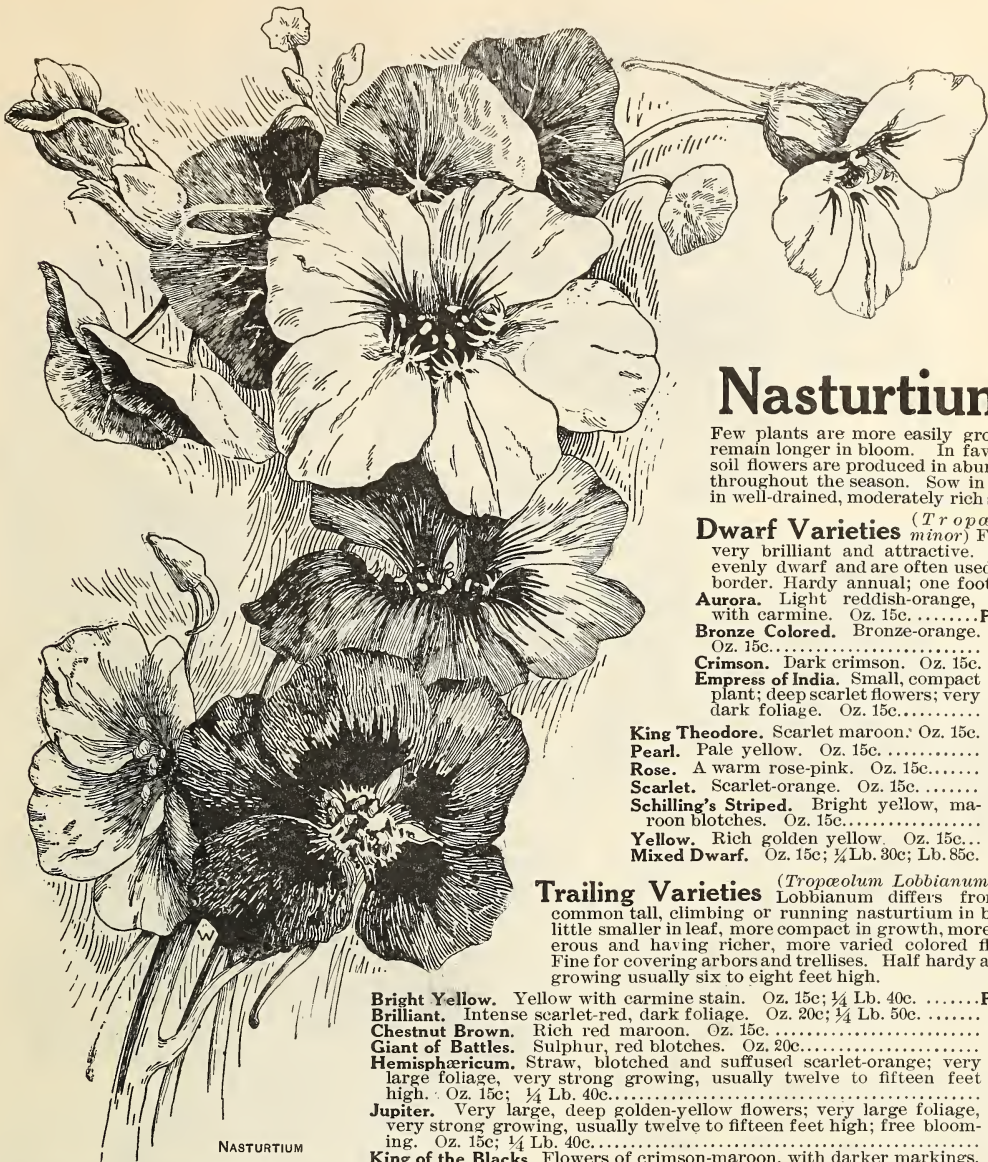 Nasturtiun
Few plants are more easily gro
remain longer in bloom. In fav
soil flowers are produced in abun
throughout the season. Sow in
in well-drained, moderately rich
Dwarf Varieties (Tropæ
minor) F
very brilliant and attractive.
evenly dwarf and are often used
border. Hardy annual; one foot
Aurora. Light reddish-orange,
with carmine. Oz. 15c.........P
Bronze Colored. Bronze-orange.
Oz. 15c............................
Crimson. Dark crimson. Oz. 15c.
Empress of India. Small, compact
plant; deep scarlet flowers; very
dark foliage. Oz. 15c...........
King Theodore. Scarlet maroon. Oz. 15c.
Pearl. Pale yellow. Oz. 15c. ............
Rose. A warm rose-pink. Oz. 15c.......
Scarlet. Scarlet-orange. Oz. 15c. ........
Schilling's Striped. Bright yellow, ma-
roon blotches. Oz. 15c..................
Yellow. Rich golden yellow. Oz. 15c...
Mixed Dwarf. Oz. 15c; ¼ Lb. 30c; Lb. 85c.
Trailing Varieties (Tropæolum Lobbianum
Lobbianum differs from
common tall, climbing or running nasturtium in b
little smaller in leaf, more compact in growth, more
erous and having richer, more varied colored fl
Fine for covering arbors and trellises. Half hardy a
growing usually six to eight feet high.
Bright Yellow. Yellow with carmine stain. Oz. 15c; ¼ Lb. 40c. .......P
Brilliant. Intense scarlet-red, dark foliage. Oz. 20c; ¼ Lb. 50c. .......
Chestnut Brown. Rich red maroon. Oz. 15c. ............................
Giant of Battles. Sulphur, red blotches. Oz. 20c........................
Hemisphæricum. Straw, blotched and suffused scarlet-orange; very
large foliage, very strong growing, usually twelve to fifteen feet
high. Oz. 15c; ¼ Lb. 40c..................................................
Jupiter. Very large, deep golden-yellow flowers; very large foliage,
very strong growing, usually twelve to fifteen feet high; free bloom-
ing. Oz. 15c; ¼ Lb. 40c....................................................
King of the Blacks. Flowers of crimson-maroon, with darker markings.
W
NASTURTIUM